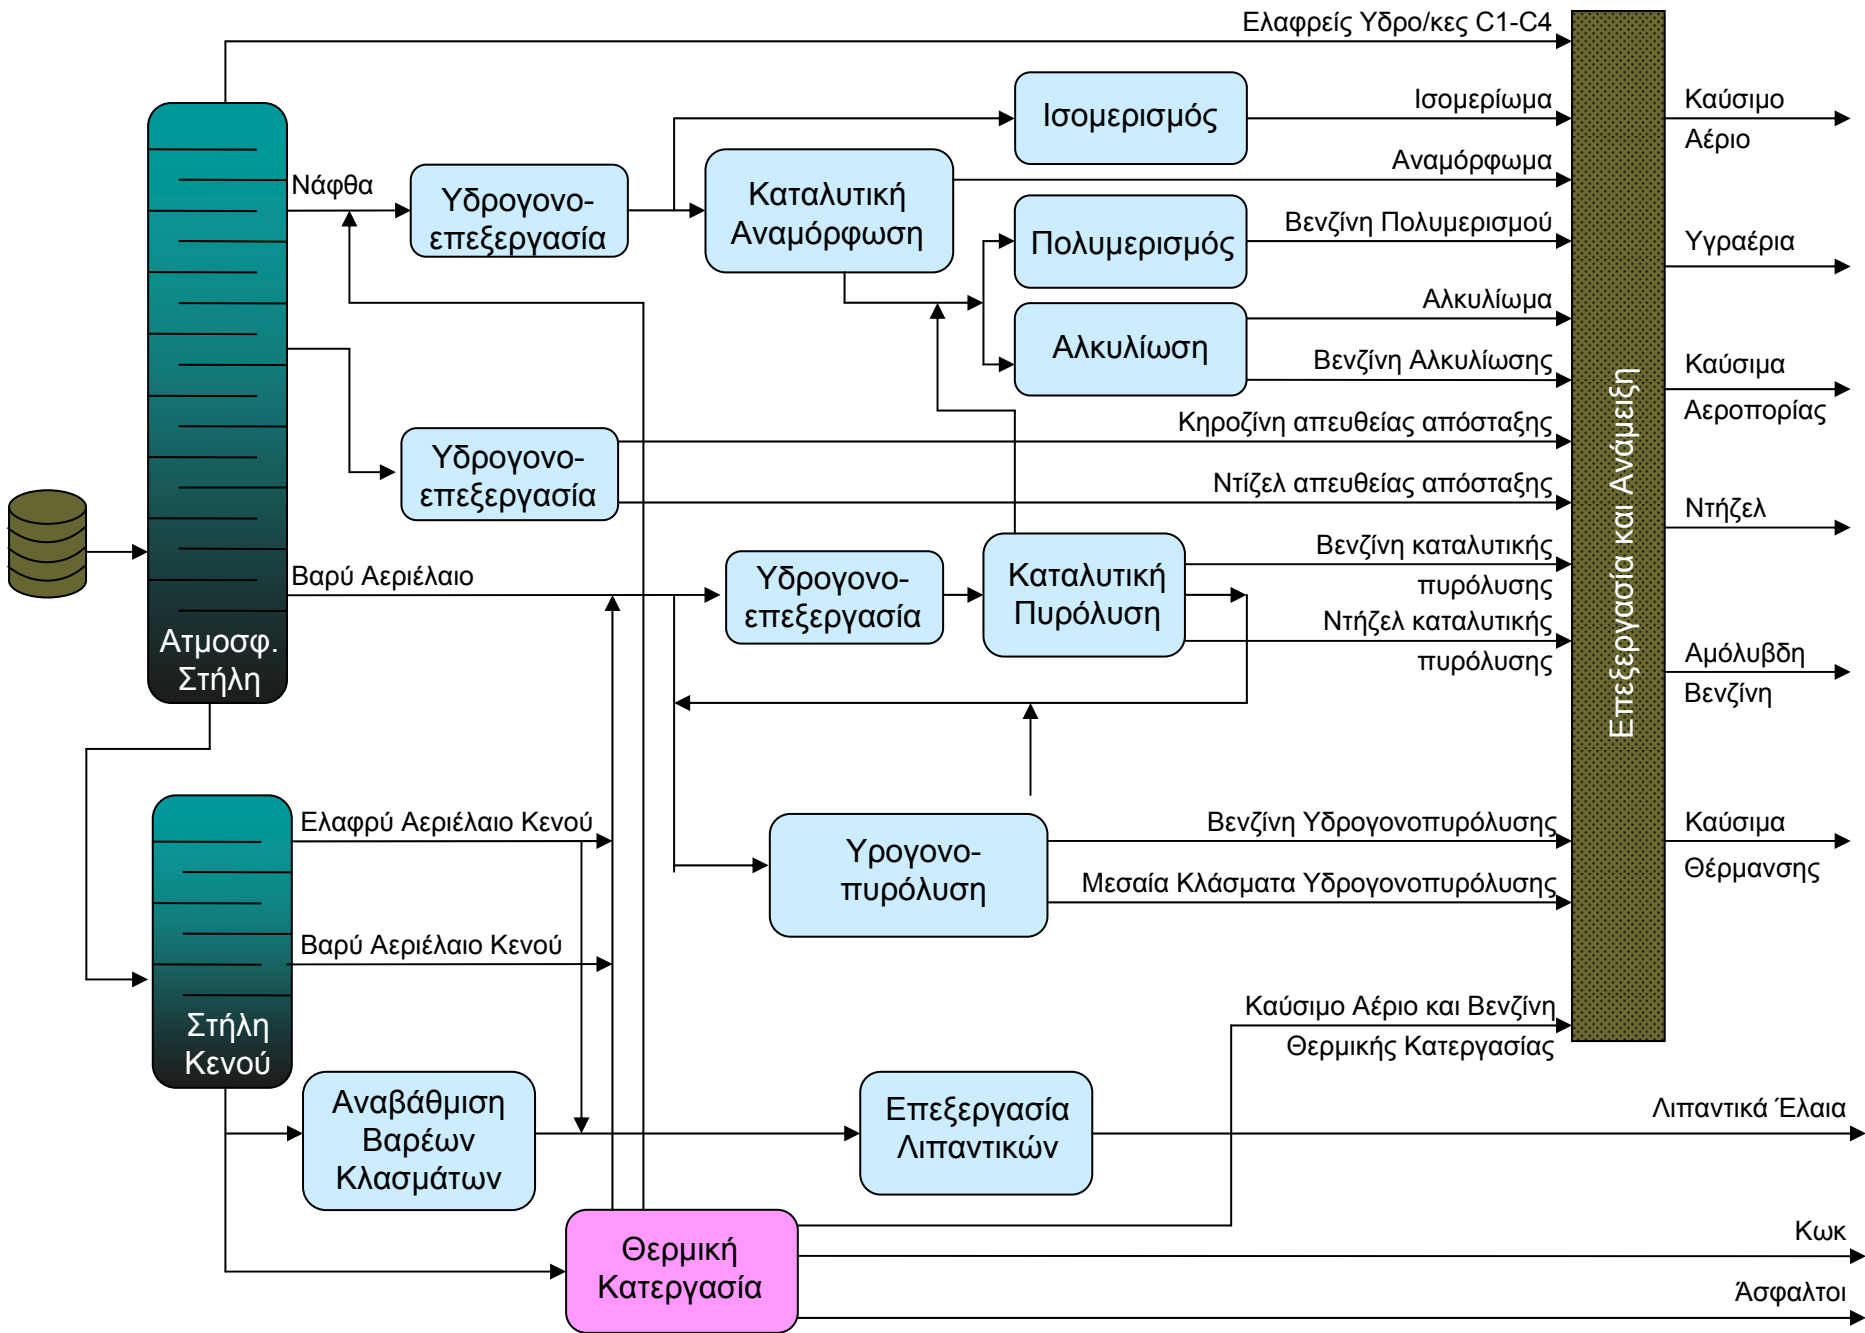 Ελαφρείς Υδρο/κες C1-C4
Ισομερισμός
Ισομερίωμα
Καύσιμο
Αέριο
Νάφθα
Υδρογονο-
επεξεργασία
Καταλυτική
Αναμόρφωση
Αναμόρφωμα
Πολυμερισμός
Βενζίνη Πολυμερισμού
Υγραέρια
Αλκυλίωση
Αλκυλίωμα
Βενζίνη Αλκυλίωσης
Καύσιμα
Αεροπορίας
Υδρογονο-
επεξεργασία
Κηροζίνη απευθείας απόσταξης
Ντίζελ απευθείας απόσταξης
Ντήζελ
Επεξεργασία και Ανάμειξη
Βαρύ Αεριέλαιο
Υδρογονο-
επεξεργασία
Καταλυτική
Πυρόλυση
Βενζίνη καταλυτικής
πυρόλυσης
Ντήζελ καταλυτικής
πυρόλυσης
Αμόλυβδη
Βενζίνη
Ατμοσφ.
Στήλη
Ελαφρύ Αεριέλαιο Κενού
Υρογονο-
πυρόλυση
Βενζίνη Υδρογονοπυρόλυσης
Μεσαία Κλάσματα Υδρογονοπυρόλυσης
Καύσιμα
Θέρμανσης
Βαρύ Αεριέλαιο Κενού
Στήλη
Κενού
Καύσιμο Αέριο και Βενζίνη
Θερμικής Κατεργασίας
Αναβάθμιση
Βαρέων
Κλασμάτων
Επεξεργασία
Λιπαντικών
Λιπαντικά Έλαια
Θερμική
Κατεργασία
Κωκ
Άσφαλτοι